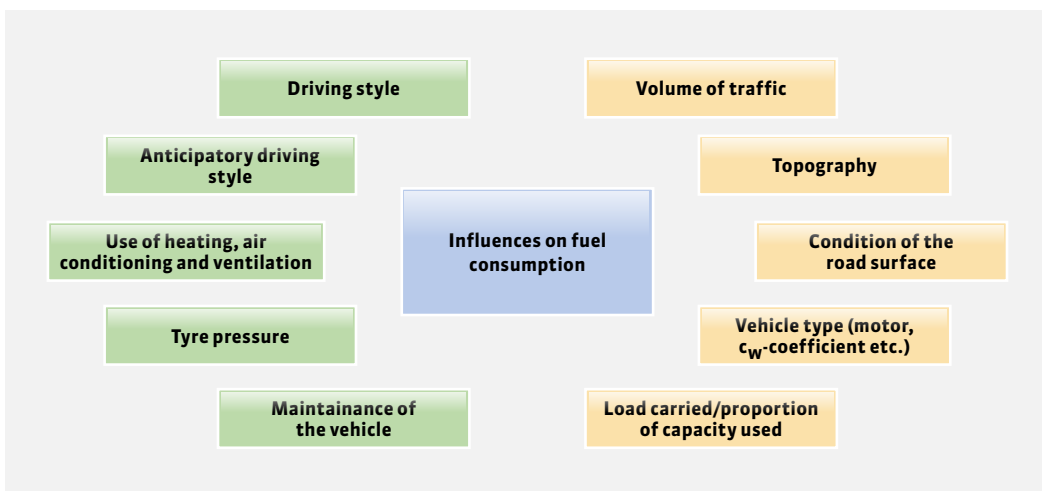 Driving style
Volume of traffic
Anticipatory driving
style
Topography
Use of heating, air
conditioning and ventilation
Influences on fuel
consumption
Condition of the
road surface
Tyre pressure
Vehicle type (motor,
cw-coefficient etc.)
Maintainance of
the vehicle
Load carried/proportion
of capacity used